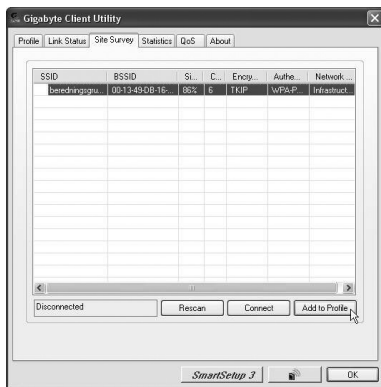 Gigabyte Client Utility
Profile Link Status Site Survey Statistics QoS About
SSID BSSID Si... C... Encry... Authe... Network ...
beredningsgru... 00-13-49-DB-16-... 86% 6 TKIP WPA-P... Infrastruct...
Disconnected Rescan Connect Add to Profile
SmartSetup 3 OK